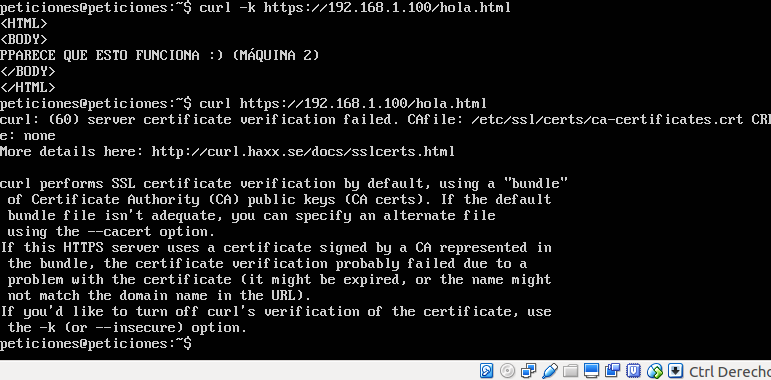 peticiones@peticiones:~$ curl -k https://192.168.1.100/hola.html
<HTML>
<BODY>
PPARECE QUE ESTO FUNCIONA :) (MáQUINA 2)
</BODY>
</HTML>
peticiones@peticiones:~$ curl https://192.168.1.100/hola.html
curl: (60) server certificate verification failed. CAfile: /etc/ssl/certs/ca-certificates.crt CRL
e: none
More details here: http://curl.haxx.se/docs/sslcerts.html
curl performs SSL certificate verification by default, using a "bundle"
of Certificate Authority (CA) public keys (CA certs). If the default
bundle file isn't adequate, you can specify an alternate file
using the --cacert option.
If this HTTPS server uses a certificate signed by a CA represented in
the bundle, the certificate verification probably failed due to a
problem with the certificate (it might be expired, or the name might
not match the domain name in the URL).
If you'd like to turn off curl's verification of the certificate, use
the -k (or --insecure) option.
peticiones@peticiones:~$
Ctrl Derecho